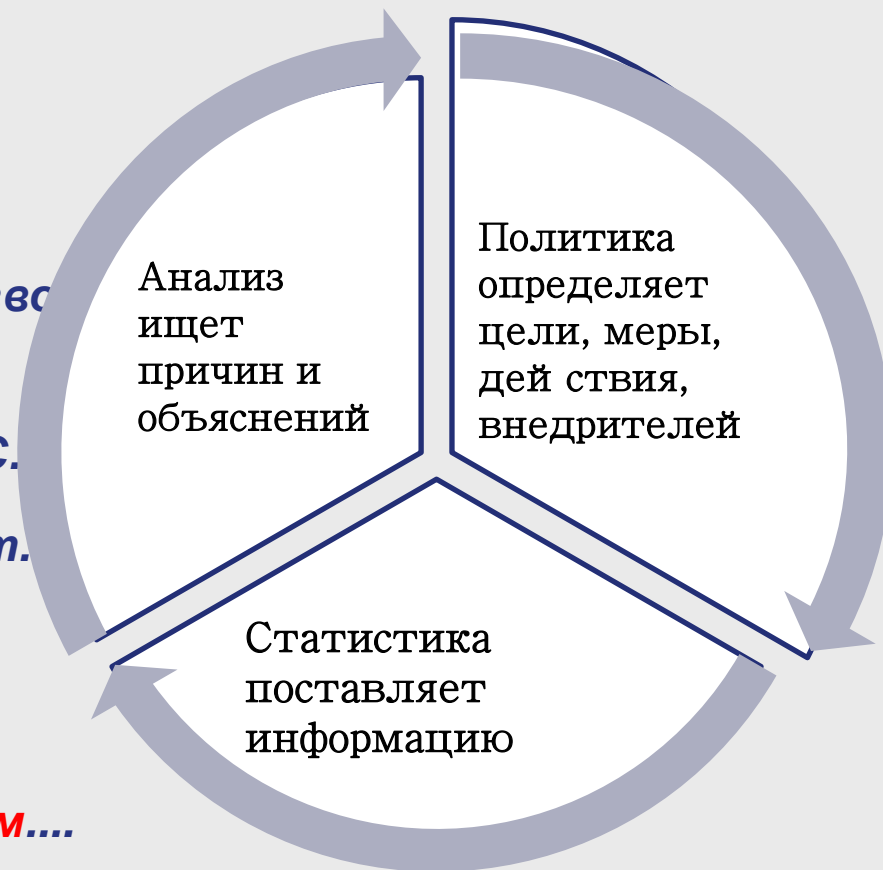 Анализ
ищет
причин и
объяснений
Политика
определяет
цели, меры,
дей ствия,
внедрителей
Статистика
поставляет
информацию